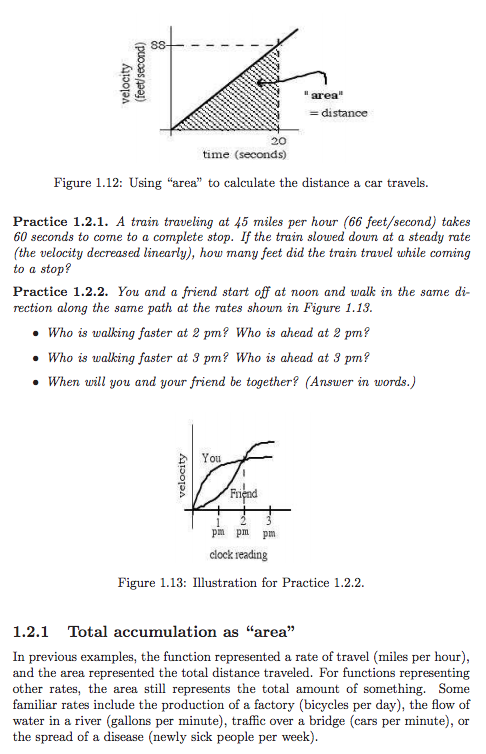 88
velocity
(feet/second)
"area"
= distance
20
time (seconds)
Figure 1.12: Using “area” to calculate the distance a car travels.
Practice 1.2.1. A train traveling at 45 miles per hour (66 feet/second) takes
60 seconds to come to a complete stop. If the train slowed down at a steady rate
(the velocity decreased linearly), how many feet did the train travel while coming
to a stop?
Practice 1.2.2. You and a friend start off at noon and walk in the same di-
rection along the same path at the rates shown in Figure 1.13.
• Who is walking faster at 2 pm? Who is ahead at 2 pm?
• Who is walking faster at 3 pm? Who is ahead at 3 pm?
• When will you and your friend be together? (Answer in words.)
velocity
You
Friend
1 2 3
pm pm pm
clock reading
Figure 1.13: Illustration for Practice 1.2.2.
1.2.1 Total accumulation as “area”
In previous examples, the function represented a rate of travel (miles per hour),
and the area represented the total distance traveled. For functions representing
other rates, the area still represents the total amount of something. Some
familiar rates include the production of a factory (bicycles per day), the flow of
water in a river (gallons per minute), traffic over a bridge (cars per minute), or
the spread of a disease (newly sick people per week).